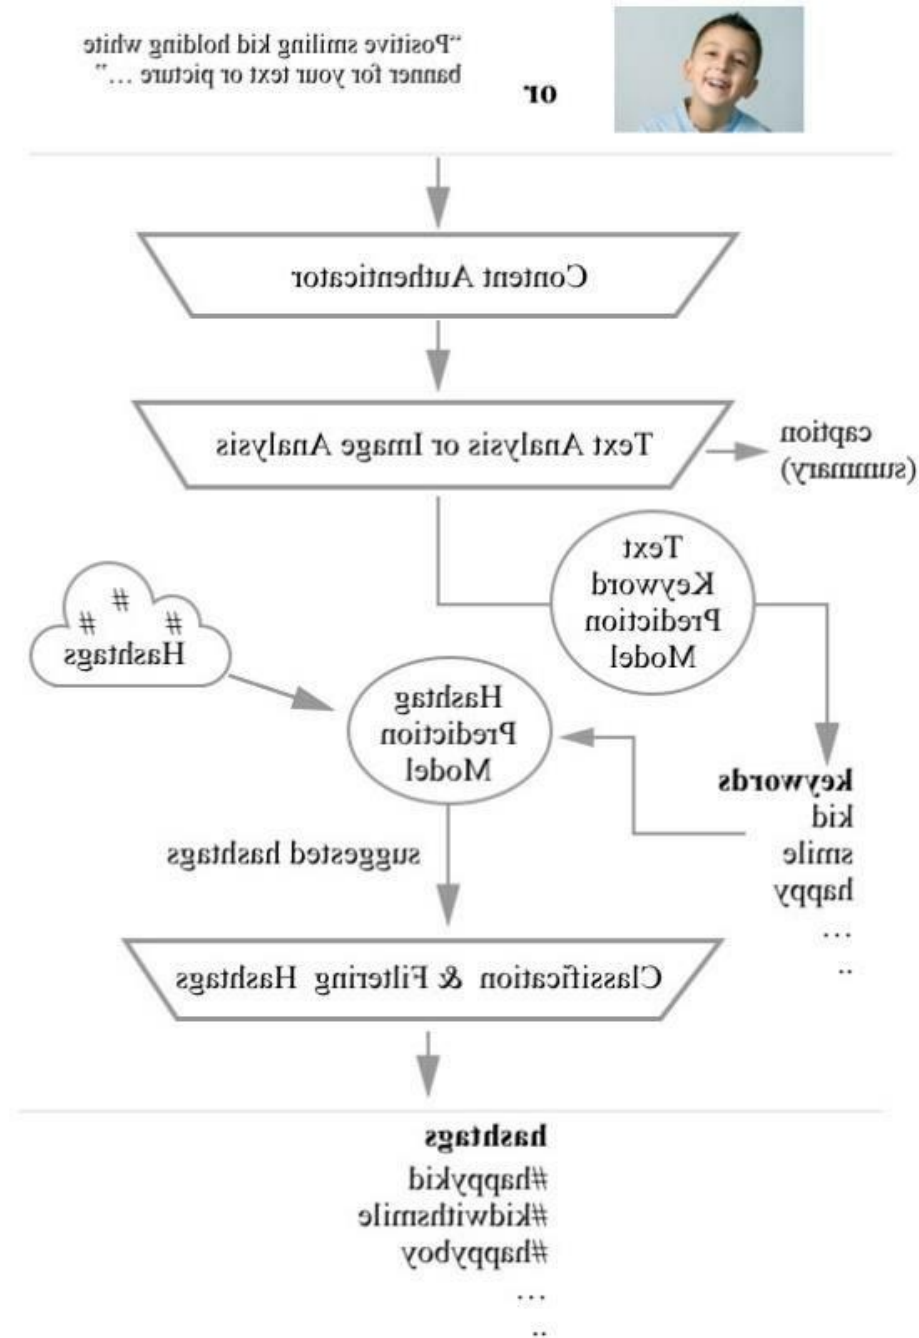 “Positive smiling kid holding white
banner for your text or picture …”
or
Content Authenticator
Text Analysis or Image Analysis
caption
(summary)
Text
Keyword
Prediction
Model
# # #
Hashtags
Hashtag
Prediction
Model
keywords
kid
smile
happy
…
..
suggested hashtags
Classification & Filtering Hashtags
hashtags
#happykid
#kidwithsmile
#happyboy
…
..